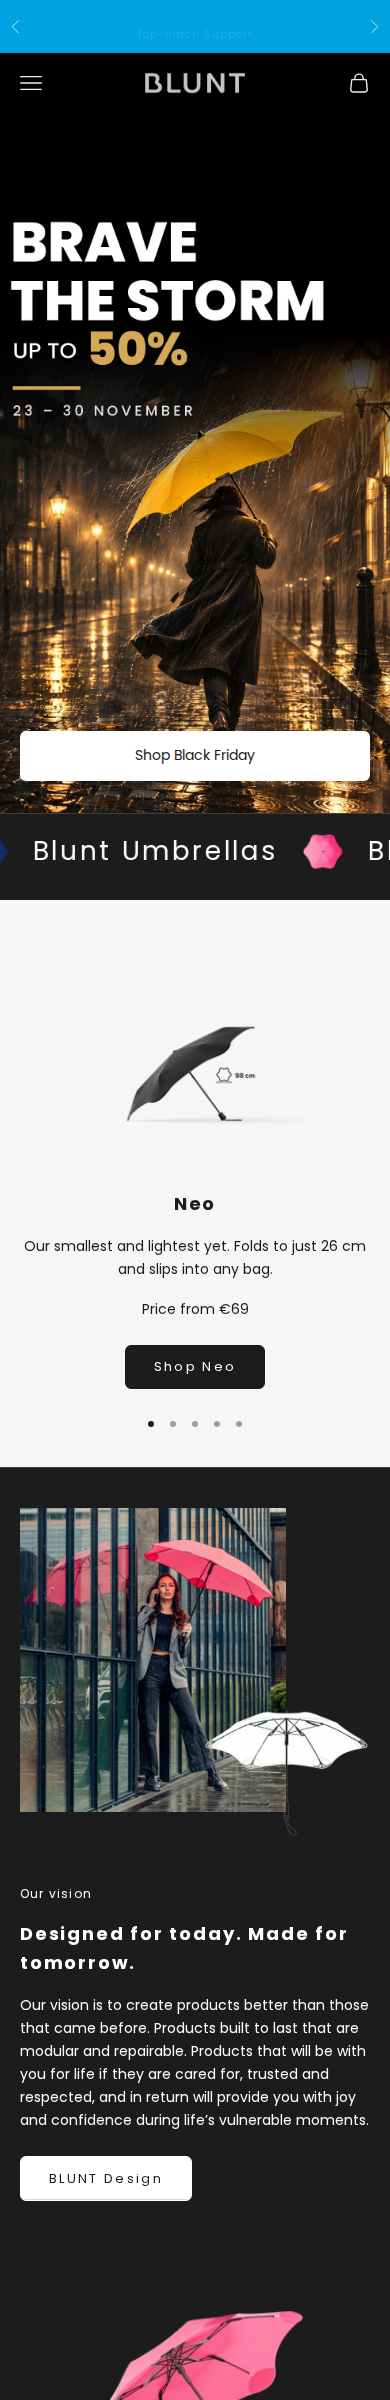 Top-notch Support
BLUNT
BRAVE
THE STORM
UP TO 50%
23 – 30 NOVEMBER
Shop Black Friday
Blunt Umbrellas
Bl
98 cm
Neo
Our smallest and lightest yet. Folds to just 26 cm
and slips into any bag.
Price from €69
Shop Neo
Our vision
Designed for today. Made for
tomorrow.
Our vision is to create products better than those
that came before. Products built to last that are
modular and repairable. Products that will be with
you for life if they are cared for, trusted and
respected, and in return will provide you with joy
and confidence during life’s vulnerable moments.
BLUNT Design